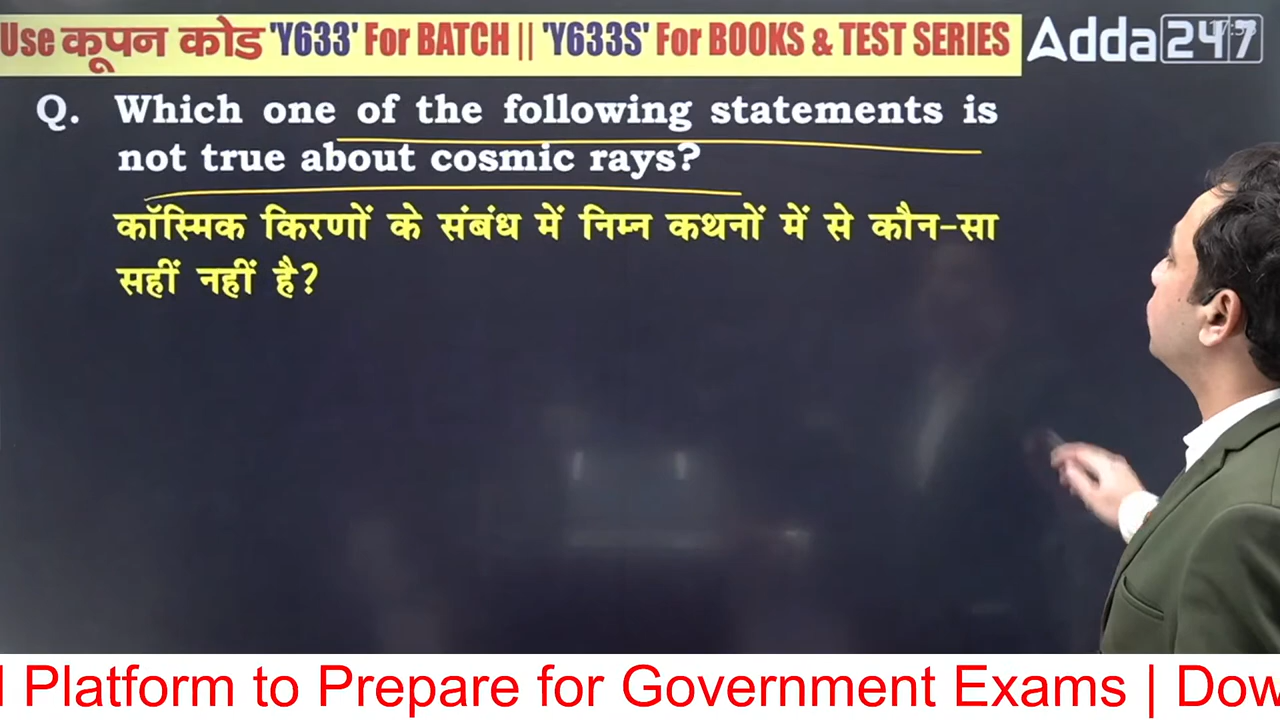 Use कूपन कोड 'Y633' For BATCH || 'Y633S' For BOOKS & TEST SERIES
Adda247
Q. Which one of the following statements is
not true about cosmic rays?
कॉस्मिक किरणों के संबंध में निम्न कथनों में से कौन-सा
सहीं नहीं है?
Platform to Prepare for Government Exams | Dow